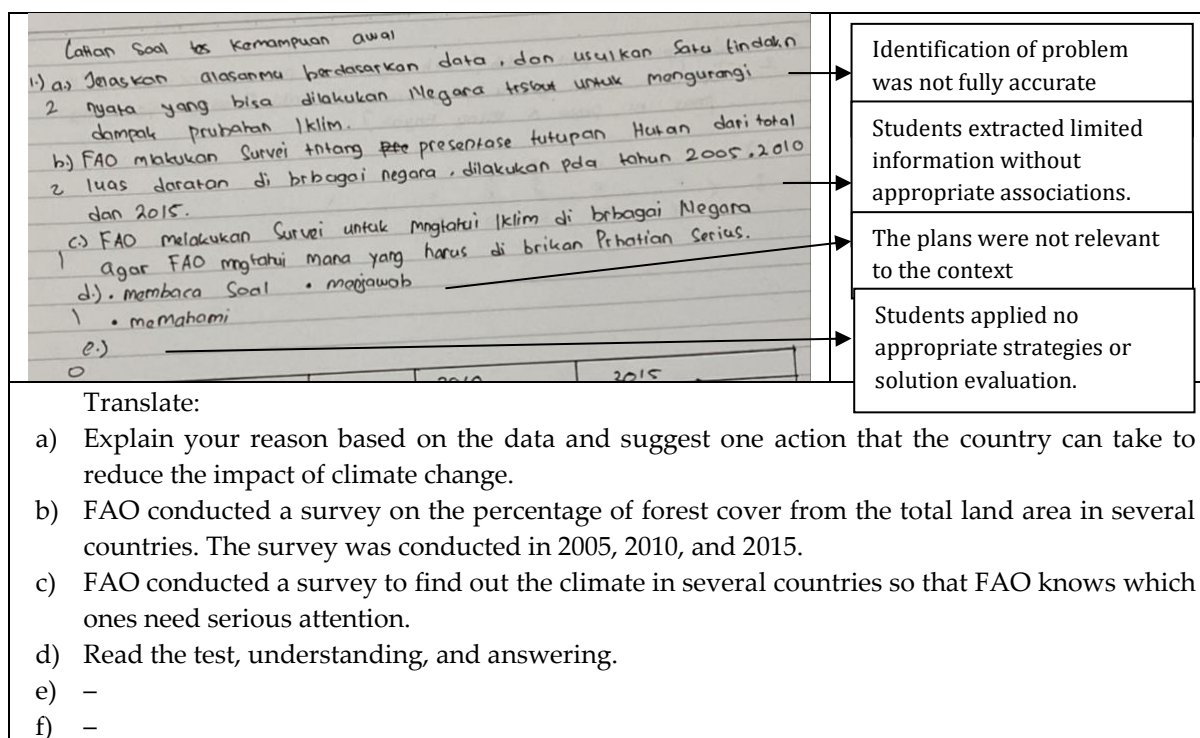 Latian Soal tes Kemampuan awal
1.) a.) Jelaskan alasanmu berdasarkan data, dan usulkan Satu tindakn
2 nyata yang bisa dilakukan Negara trsbut untuk mengurangi
dampak prubahan Iklim.
b.) FAO mlakukan Survei tntang presentase tutupan Hutan dari total
2 luas daratan di brbagai negara, dilakukan pda tahun 2005, 2010
dan 2015.
c.) FAO melakukan Survei untuk mngtahui Iklim di brbagai Negara
1 agar FAO mngtahui mana yang harus di brikan Prhatian Serius.
d.) • membaca Soal • menjawab
1 • memahami
e.)
0
2010 2015
Identification of problem
was not fully accurate
Students extracted limited
information without
appropriate associations.
The plans were not relevant
to the context
Students applied no
appropriate strategies or
solution evaluation.
Translate:
a) Explain your reason based on the data and suggest one action that the country can take to
reduce the impact of climate change.
b) FAO conducted a survey on the percentage of forest cover from the total land area in several
countries. The survey was conducted in 2005, 2010, and 2015.
c) FAO conducted a survey to find out the climate in several countries so that FAO knows which
ones need serious attention.
d) Read the test, understanding, and answering.
e) –
f) –